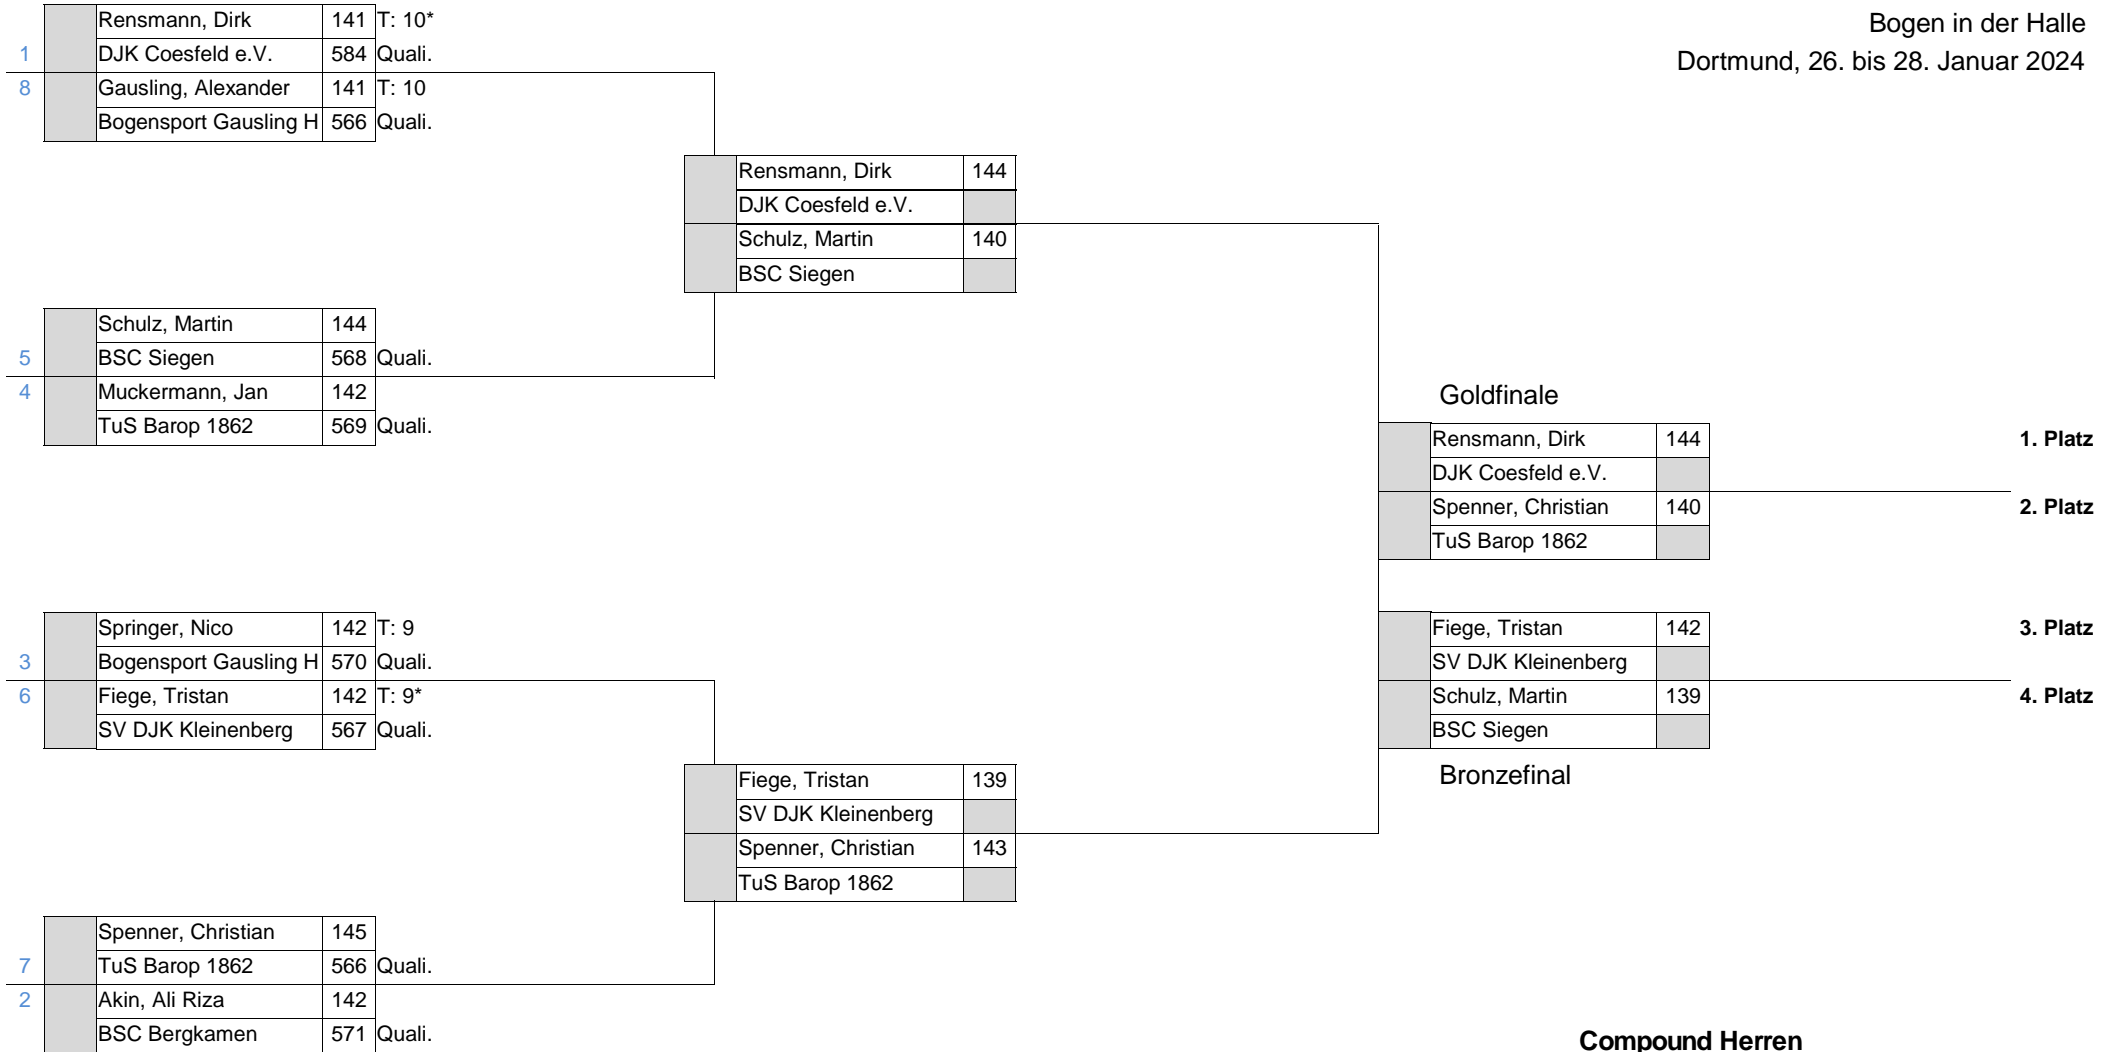 Bogen in der Halle
Dortmund, 26. bis 28. Januar 2024
Rensmann, Dirk 141 T: 10*
1 DJK Coesfeld e.V. 584 Quali.
8 Gausling, Alexander 141 T: 10
Bogensport Gausling H 566 Quali.
Rensmann, Dirk 144
DJK Coesfeld e.V.
Schulz, Martin 140
BSC Siegen
Schulz, Martin 144
5 BSC Siegen 568 Quali.
4 Muckermann, Jan 142
TuS Barop 1862 569 Quali.
Goldfinale
Rensmann, Dirk 144 1. Platz
DJK Coesfeld e.V.
Spenner, Christian 140 2. Platz
TuS Barop 1862
Springer, Nico 142 T: 9
3 Bogensport Gausling H 570 Quali.
6 Fiege, Tristan 142 T: 9*
SV DJK Kleinenberg 567 Quali.
Fiege, Tristan 142 3. Platz
SV DJK Kleinenberg
Schulz, Martin 139 4. Platz
BSC Siegen
Bronzefinal
Fiege, Tristan 139
SV DJK Kleinenberg
Spenner, Christian 143
TuS Barop 1862
Spenner, Christian 145
7 TuS Barop 1862 566 Quali.
2 Akin, Ali Riza 142
BSC Bergkamen 571 Quali.
Compound Herren